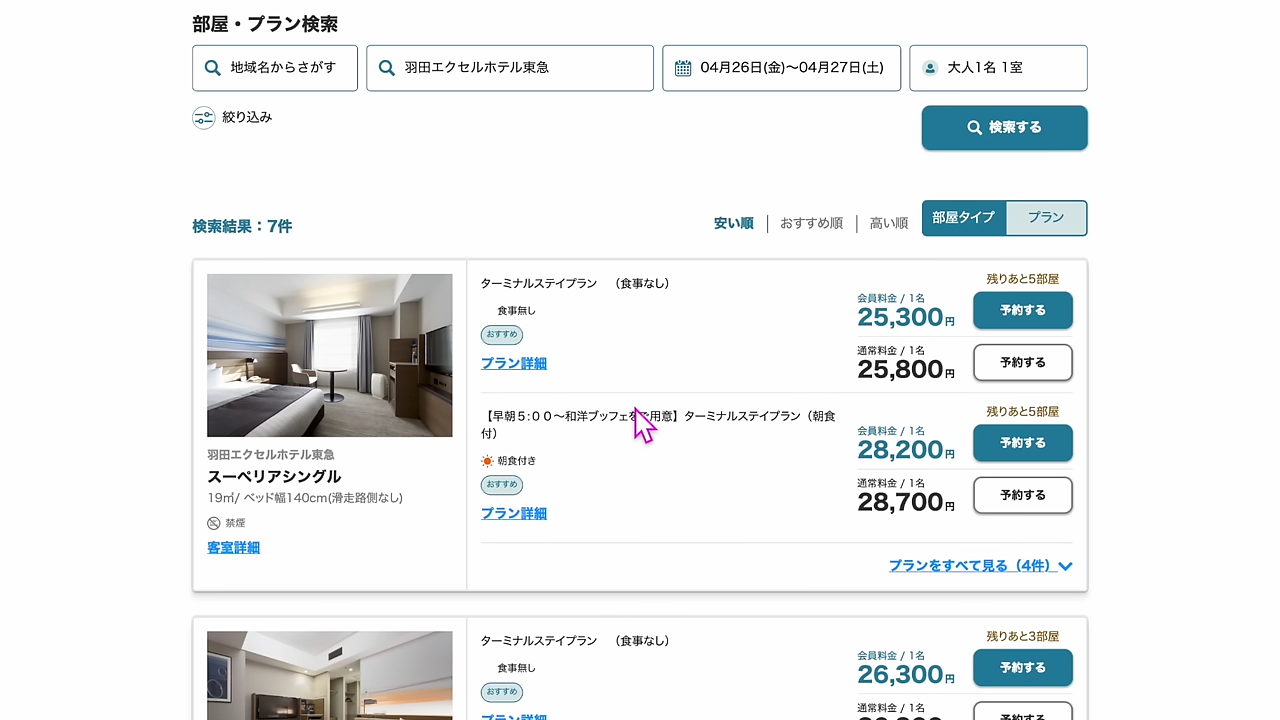 部屋・プラン検索
地域名からさがす
羽田エクセルホテル東急
04月26日(金)〜04月27日(土)
大人1名 1室
絞り込み
検索する
検索結果：7件
安い順
おすすめ順
高い順
部屋タイプ
プラン
羽田エクセルホテル東急
スーペリアシングル
19㎡/ ベッド幅140cm(滑走路側なし)
禁煙
客室詳細
ターミナルステイプラン　（食事なし）
食事無し
おすすめ
プラン詳細
残りあと5部屋
会員料金 / 1名
25,300円
予約する
通常料金 / 1名
25,800円
予約する
【早朝５:００〜和洋ブッフェをご用意】ターミナルステイプラン（朝食
付）
朝食付き
おすすめ
プラン詳細
残りあと5部屋
会員料金 / 1名
28,200円
予約する
通常料金 / 1名
28,700円
予約する
プランをすべて見る（4件）
ターミナルステイプラン　（食事なし）
食事無し
おすすめ
プラン詳細
残りあと3部屋
会員料金 / 1名
26,300円
予約する
通常料金 / 1名
予約する